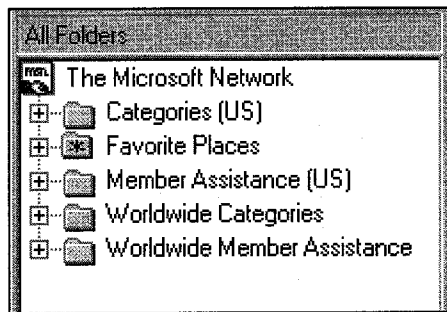 All Folders
msn.
The Microsoft Network
Categories (US)
Favorite Places
Member Assistance (US)
Worldwide Categories
Worldwide Member Assistance